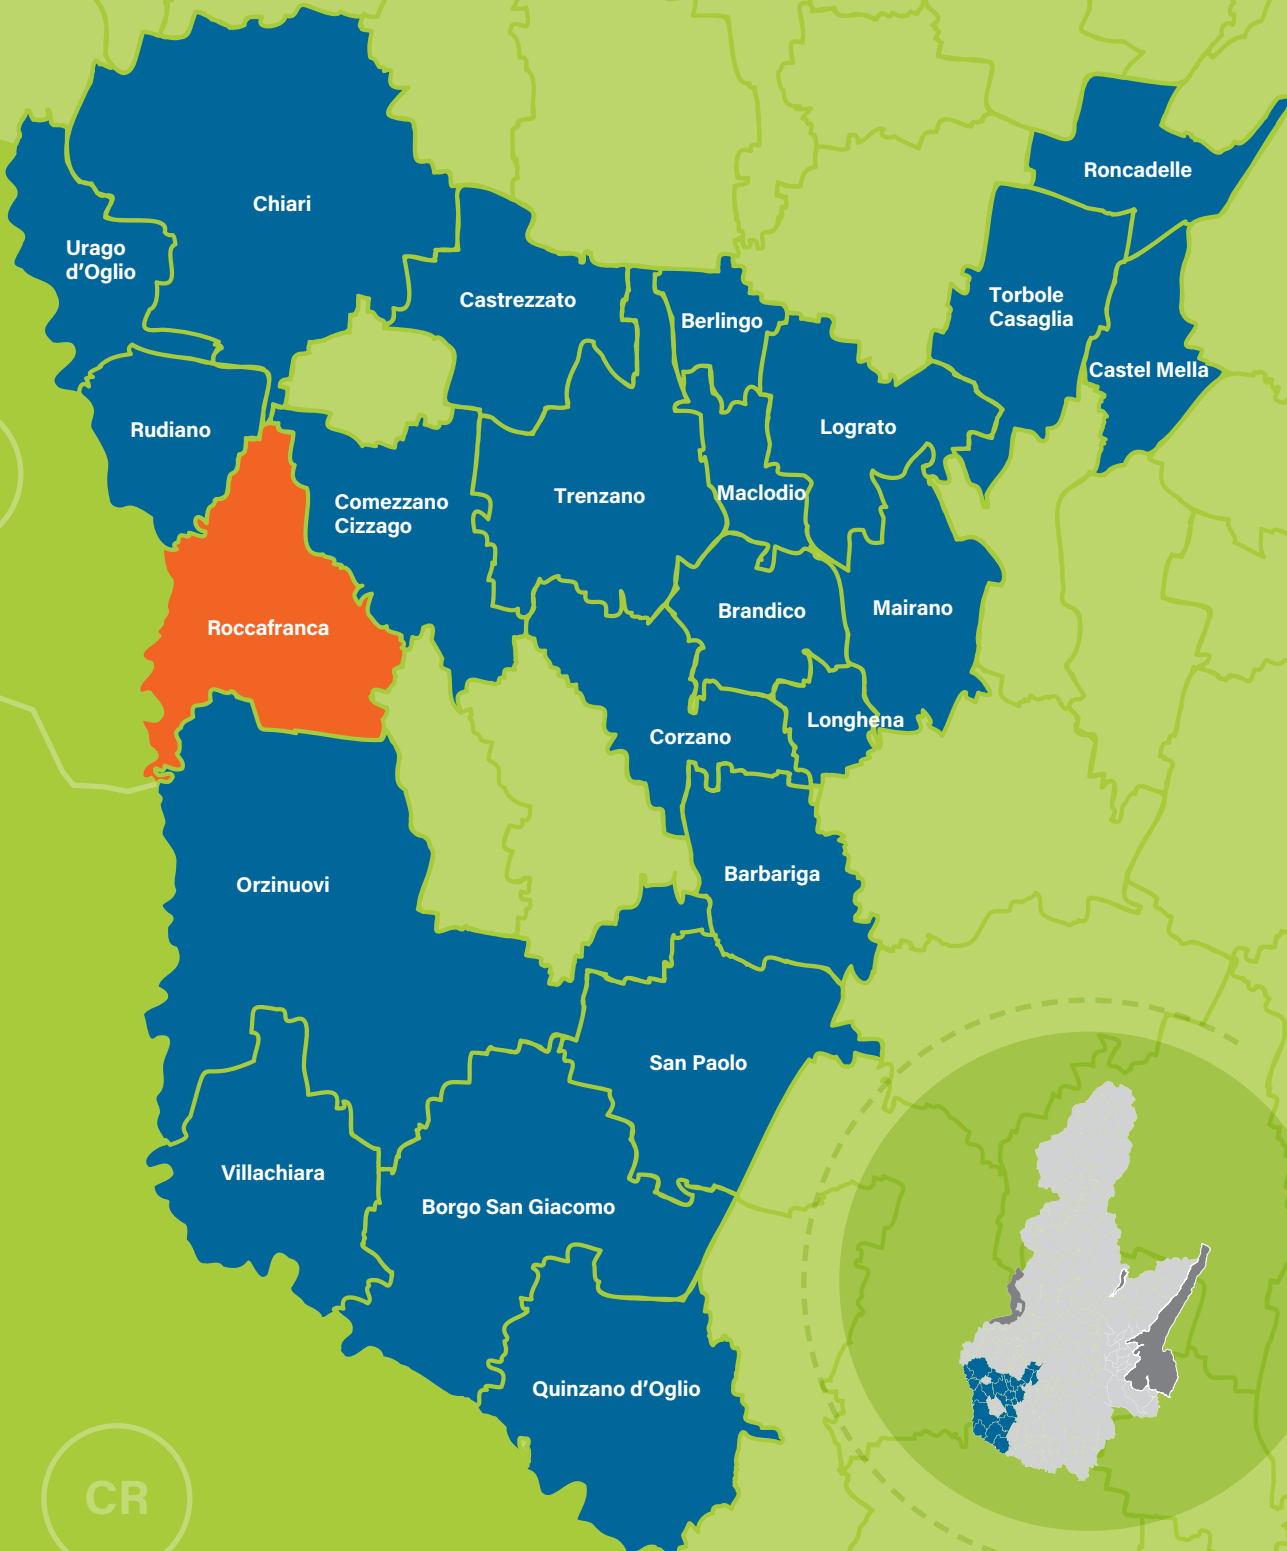 Roncadelle
Chiari
Urago
d'Oglio
Castrezzato
Berlingo
Torbole
Casaglia
Castel Mella
Rudiano
Lograto
Comezzano
Cizzago
Trenzano
Maclodio
Roccafranca
Brandico
Mairano
Corzano
Longhena
Orzinuovi
Barbariga
San Paolo
Villachiara
Borgo San Giacomo
Quinzano d'Oglio
CR